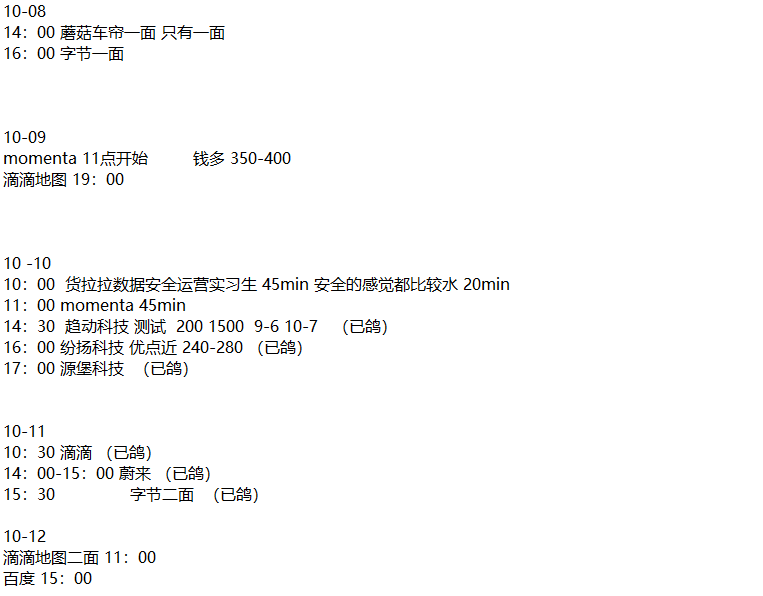 10-08
14：00 蘑菇车帘一面 只有一面
16：00 字节一面
10-09
momenta 11点开始 钱多 350-400
滴滴地图 19：00
10 -10
10：00 货拉拉数据安全运营实习生 45min 安全的感觉都比较水 20min
11：00 momenta 45min
14：30 趋动科技 测试 200 1500 9-6 10-7 （已鸽）
16：00 纷扬科技 优点近 240-280 （已鸽）
17：00 源堡科技 （已鸽）
10-11
10：30 滴滴 （已鸽）
14：00-15：00 蔚来 （已鸽）
15：30 字节二面 （已鸽）
10-12
滴滴地图二面 11：00
百度 15：00